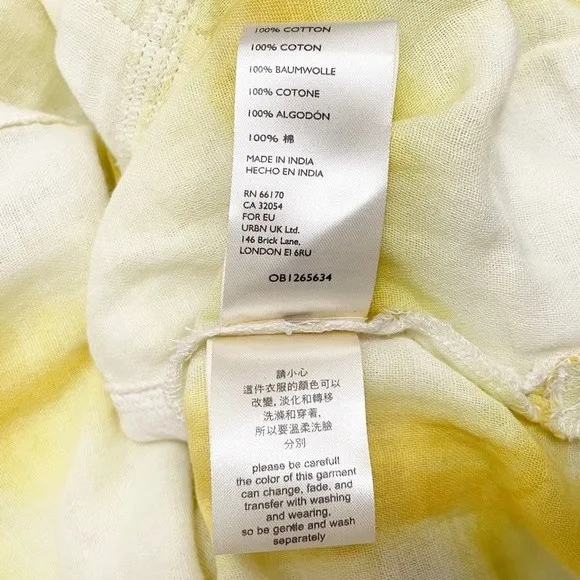 100% COTTON
100% COTON
100% BAUMWOLLE
100% COTONE
100% ALGODÓN
100% 棉
MADE IN INDIA
HECHO EN INDIA
RN 66170
CA 32054
FOR EU
URBN UK Ltd.
146 Brick Lane,
LONDON E1 6RU
OB1265634
請小心
這件衣服的顏色可以
改變, 淡化和轉移
洗滌和穿著,
所以要溫柔洗臉
分別
please be careful!
the color of this garment
can change, fade, and
transfer with washing
and wearing,
so be gentle and wash
separately